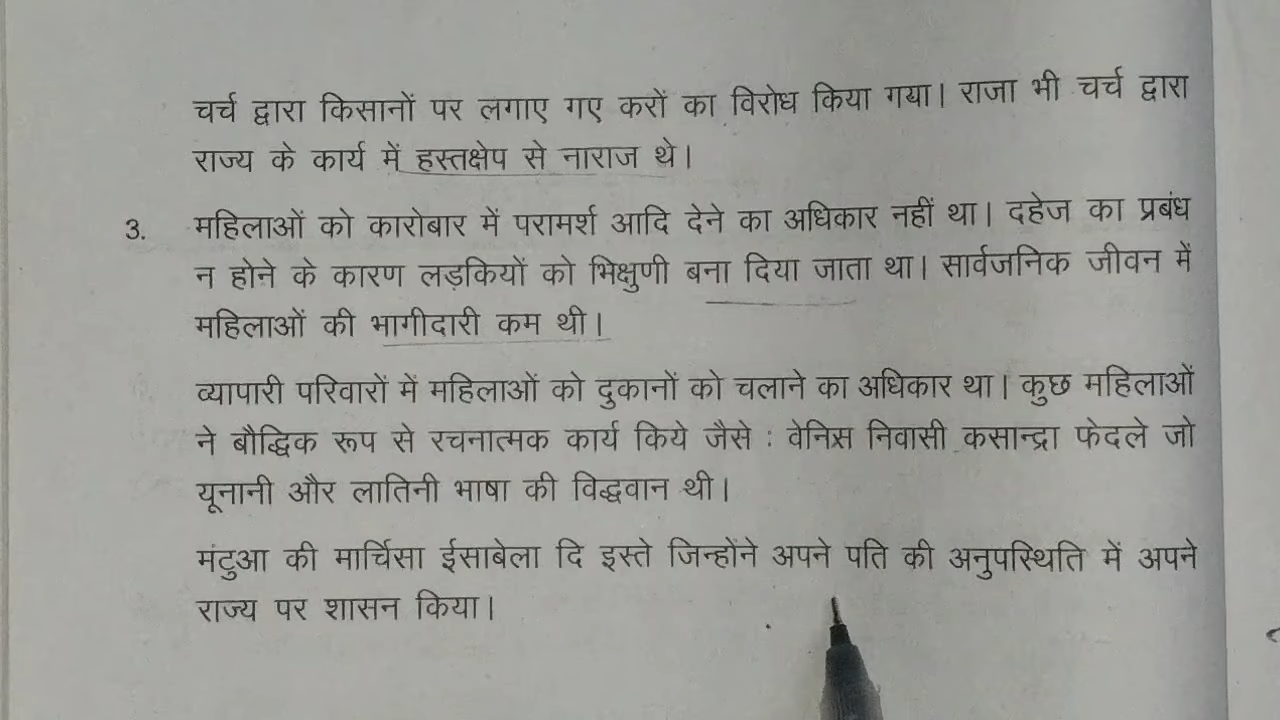 चर्च द्वारा किसानों पर लगाए गए करों का विरोध किया गया। राजा भी चर्च द्वारा
राज्य के कार्य में हस्तक्षेप से नाराज थे।
3. महिलाओं को कारोबार में परामर्श आदि देने का अधिकार नहीं था। दहेज का प्रबंध
न होने के कारण लड़कियों को भिक्षुणी बना दिया जाता था। सार्वजनिक जीवन में
महिलाओं की भागीदारी कम थी।
व्यापारी परिवारों में महिलाओं को दुकानों को चलाने का अधिकार था। कुछ महिलाओं
ने बौद्धिक रूप से रचनात्मक कार्य किये जैसे : वेनिस निवासी कसान्द्रा फेदले जो
यूनानी और लातिनी भाषा की विद्धवान थी।
मंटुआ की मार्चिसा ईसाबेला दि इस्ते जिन्होंने अपने पति की अनुपस्थिति में अपने
राज्य पर शासन किया।